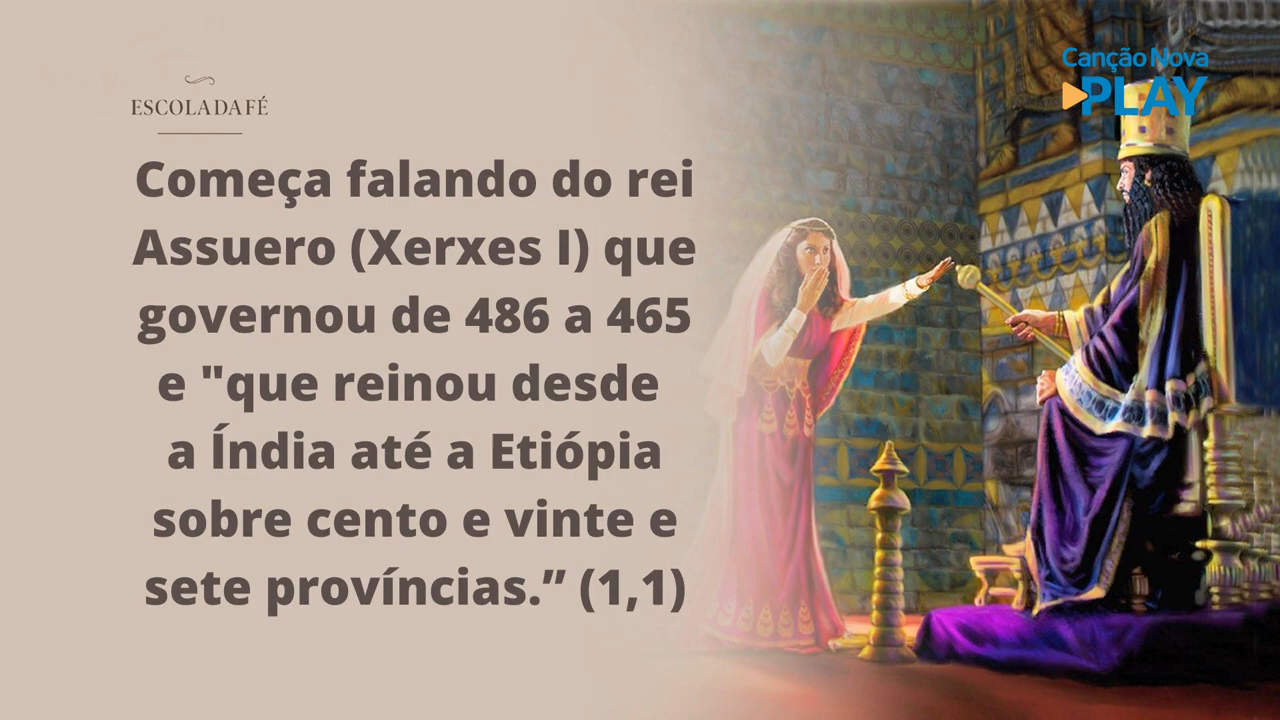 ESCOLADAFÉ
Canção Nova
PLAY
Começa falando do rei
Assuero (Xerxes I) que
governou de 486 a 465
e "que reinou desde
a Índia até a Etiópia
sobre cento e vinte e
sete províncias.” (1,1)